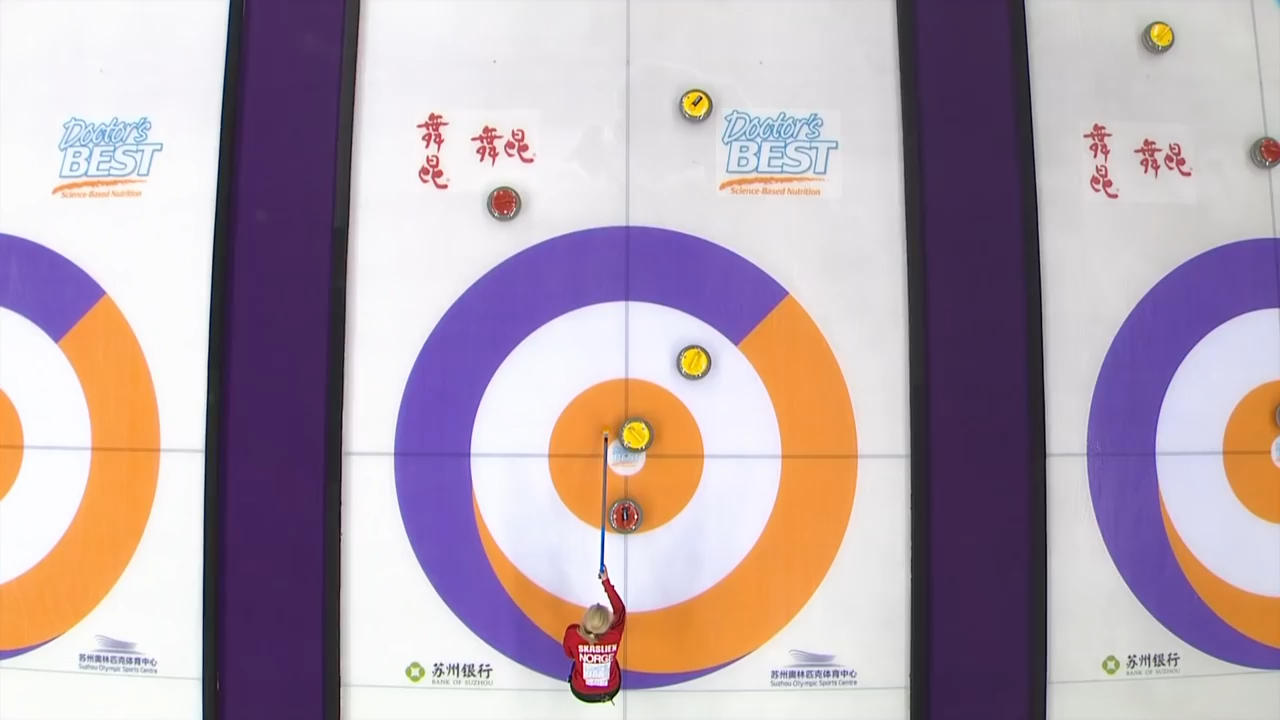 Doctor's
BEST
Science-Based Nutrition
舞昆
舞昆
Doctor's
BEST
Science-Based Nutrition
舞昆
舞昆
SKASLIEN
NORGE
苏州奥林匹克体育中心
Suzhou Olympic Sports Centre
苏州银行
BANK OF SUZHOU
苏州奥林匹克体育中心
Suzhou Olympic Sports Centre
苏州银行
BANK OF SUZHOU